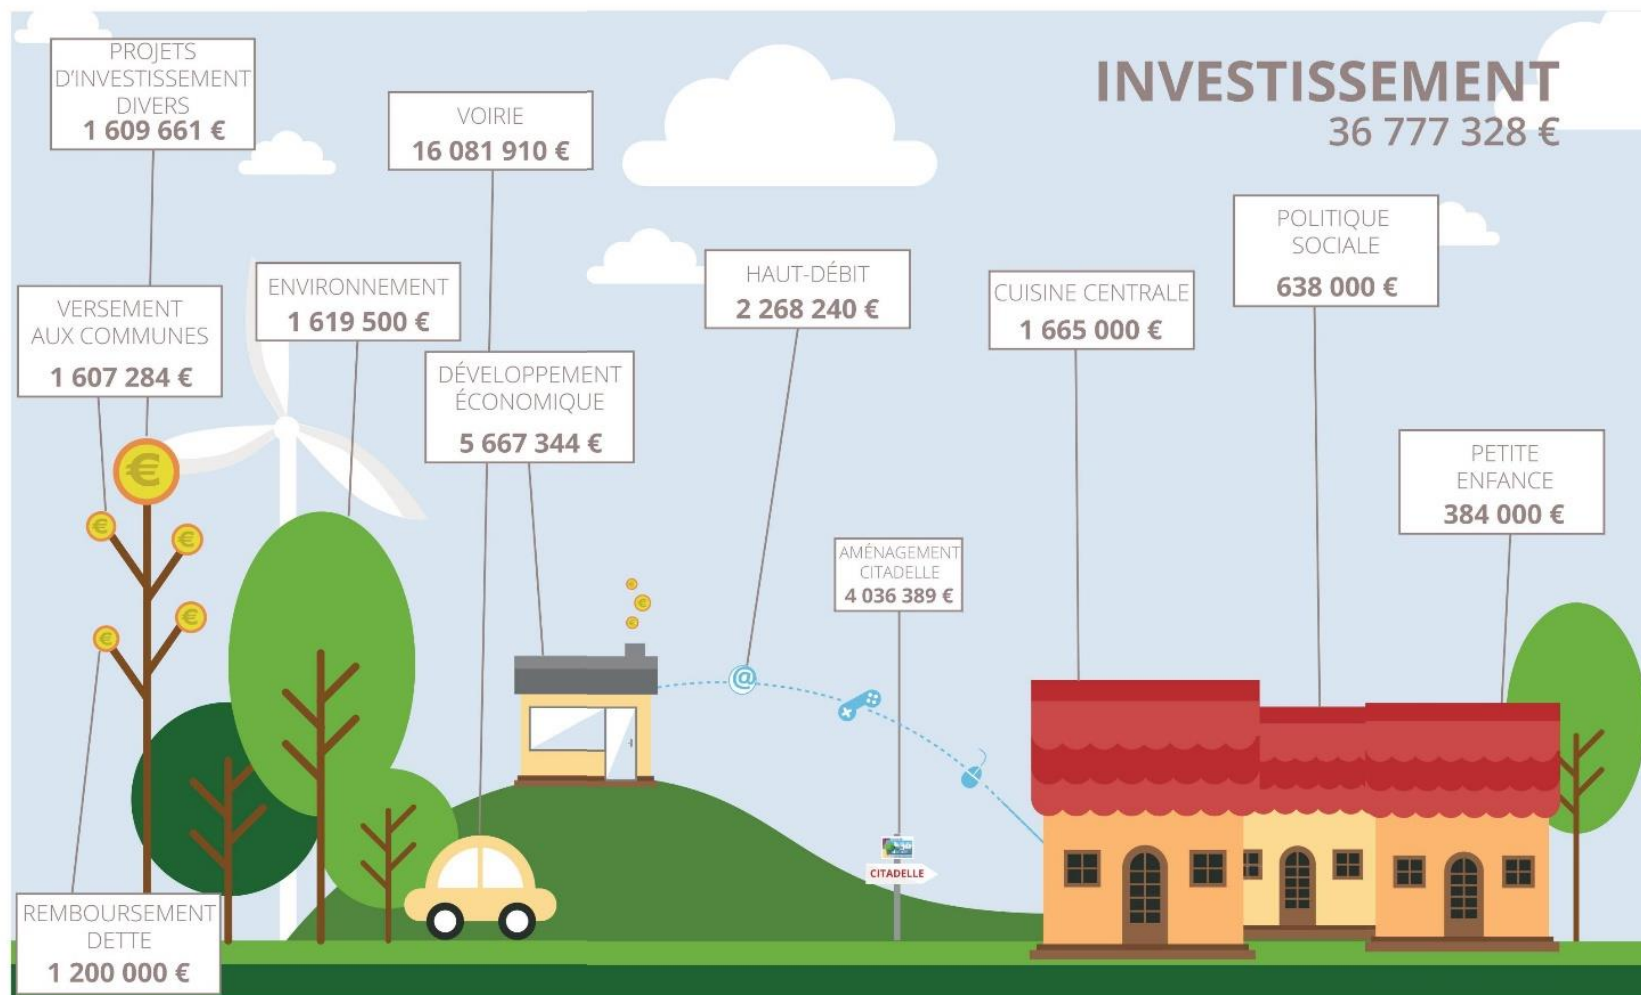 INVESTISSEMENT
36 777 328 €
PROJETS
D'INVESTISSEMENT
DIVERS
1 609 661 €
VOIRIE
16 081 910 €
POLITIQUE
SOCIALE
638 000 €
HAUT-DÉBIT
2 268 240 €
ENVIRONNEMENT
1 619 500 €
CUISINE CENTRALE
1 665 000 €
VERSEMENT
AUX COMMUNES
1 607 284 €
DÉVELOPPEMENT
ÉCONOMIQUE
5 667 344 €
PETITE
ENFANCE
384 000 €
€
€
€
€
€
€
AMÉNAGEMENT
CITADELLE
4 036 389 €
@
CITADELLE
REMBOURSEMENT
DETTE
1 200 000 €